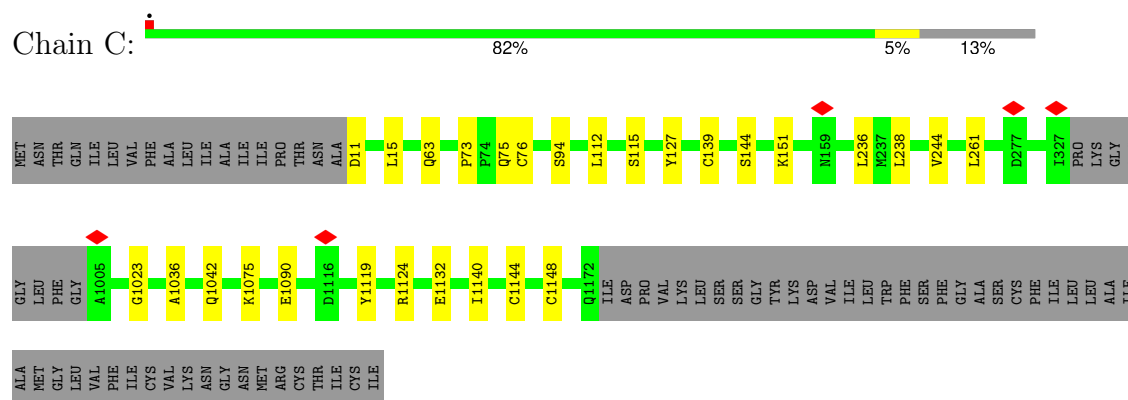 Chain C:
82% 5% 13%
MET ASN THR GLN ILE LEU VAL PHE ALA LEU ILE ALA ILE ILE PRO THR ASN ALA D11 L15 Q63 P73 P74 Q75 C76 S94 L112 S115 Y127 C139 S144 K151 N159 L236 M237 L238 V244 L261 D277 I327 PRO LYS GLY
GLY LEU PHE GLY A1005 G1023 A1036 Q1042 K1075 E1090 D1116 Y1119 R1124 E1132 I1140 C1144 C1148 Q1172 ILE ASP PRO VAL LYS LEU SER SER GLY TYR LYS ASP VAL ILE LEU TRP PHE SER PHE GLY ALA SER CYS PHE ILE LEU LEU ALA ILE
ALA MET GLY LEU VAL PHE ILE CYS VAL LYS ASN GLY ASN MET ARG CYS THR ILE CYS ILE